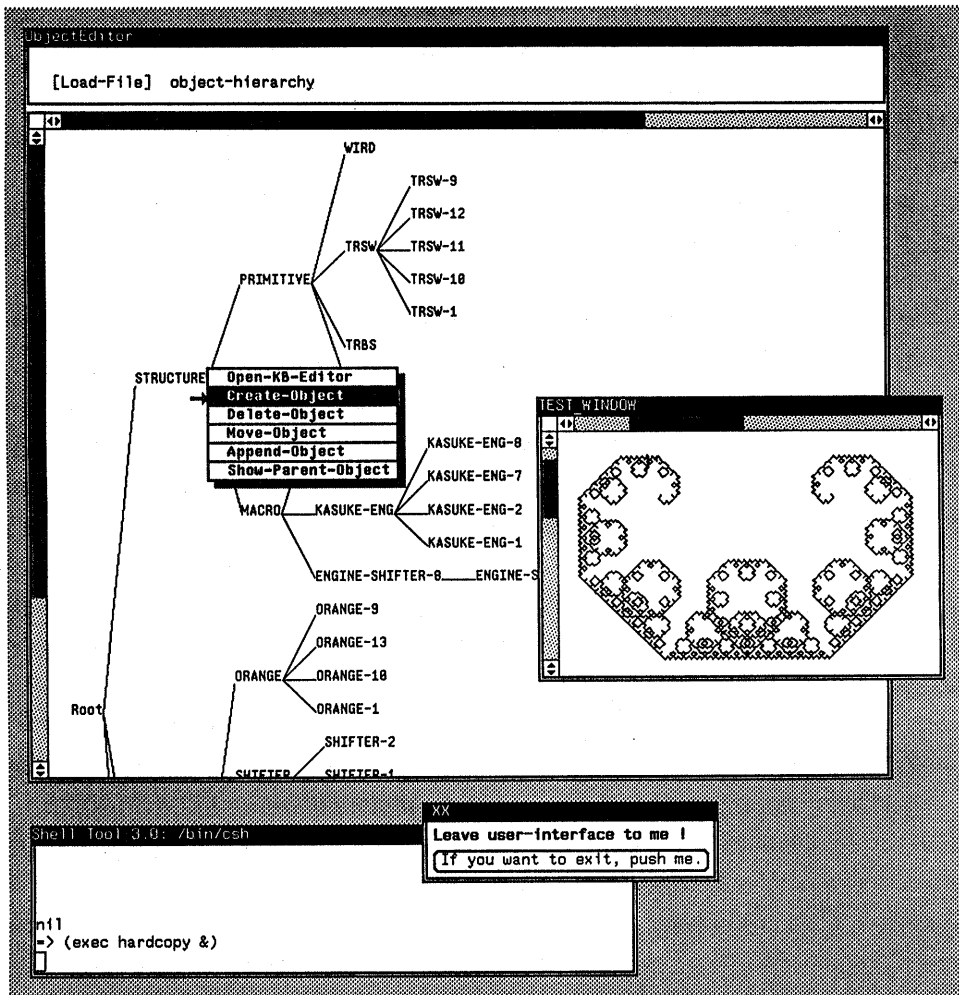 ObjectEditor
[Load-File] object-hierarchy
WIRD
TRSW-9
TRSW-12
TRSW TRSW-11
PRIMITIVE TRSW-10
TRSW-1
TRBS
STRUCTURE Open-KB-Editor
Create-Object
Delete-Object
Move-Object
Append-Object
Show-Parent-Object
TEST_WINDOW
KASUKE-ENG-8
KASUKE-ENG-7
MACRO KASUKE-ENG KASUKE-ENG-2
KASUKE-ENG-1
ENGINE-SHIFTER-8 ENGINE-S
ORANGE-9
ORANGE-13
ORANGE ORANGE-10
Root ORANGE-1
SHIFTER-2
SHIFTER SHIFTER-1
XX
Leave user-interface to me !
If you want to exit, push me.
Shell Tool 3.0: /bin/csh
nil
=> (exec hardcopy &)